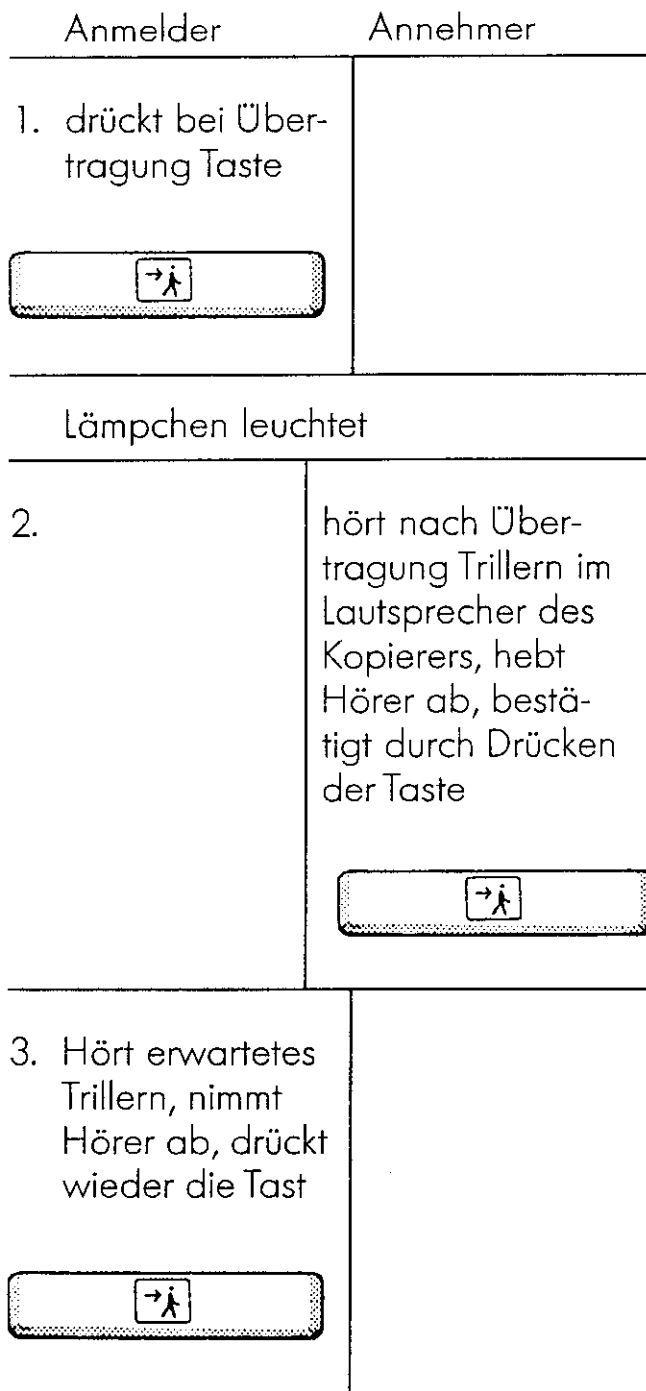 Anmelder Annehmer
1. drückt bei Über-
tragung Taste
Lämpchen leuchtet
2. hört nach Über-
tragung Trillern im
Lautsprecher des
Kopierers, hebt
Hörer ab, bestä-
tigt durch Drücken
der Taste
3. Hört erwartetes
Trillern, nimmt
Hörer ab, drückt
wieder die Tast